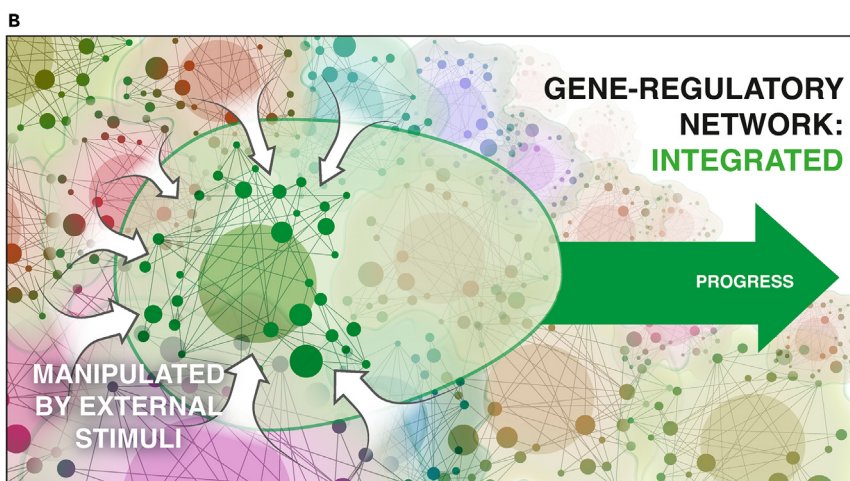 B
GENE-REGULATORY
NETWORK:
INTEGRATED
PROGRESS
MANIPULATED
BY EXTERNAL
STIMULI